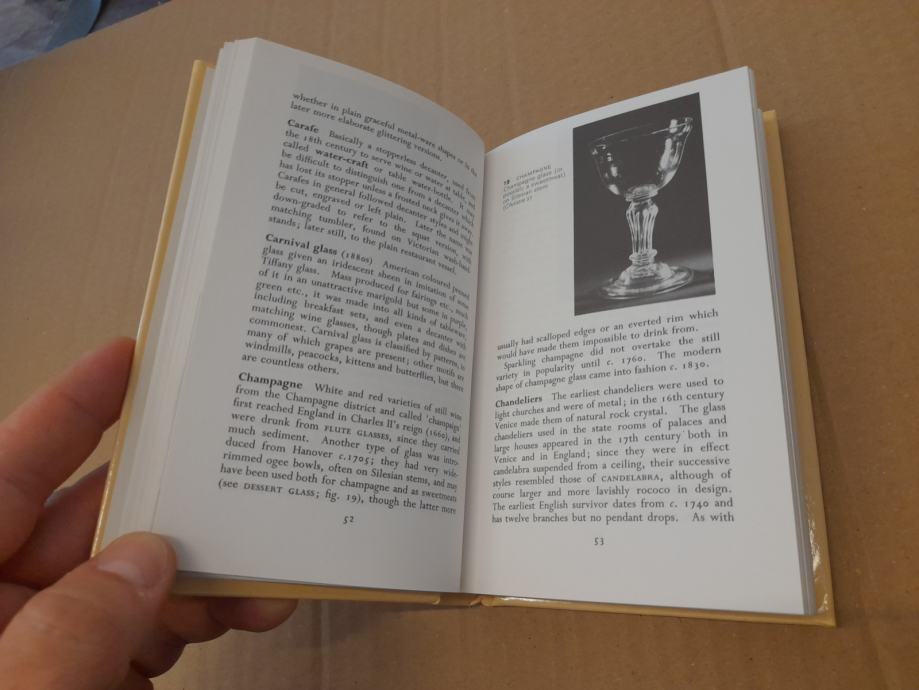 whether in plain graceful metal-ware shapes or in the
later more elaborate glittering versions.
Carafe Basically a stopperless decanter, used from
the 18th century to serve wine or water at table and
called water-craft or table water-bottle. It may
be difficult to distinguish one from a decanter which
has lost its stopper unless a frosted neck gives it away.
Carafes in general followed decanter styles and might
be cut, engraved or left plain. Later the name was
down-graded to refer to the squat version, with
matching tumbler, found on Victorian wash-hand
stands; later still, to the plain restaurant vessel.
Carnival glass (1880s) American coloured pressed
glass given an iridescent sheen in imitation of some
Tiffany glass. Mass produced for fairings etc., much
of it in an unattractive marigold but some in purple,
green etc., it was made into all kinds of tableware,
including breakfast sets, and even a decanter with
matching wine glasses, though plates and dishes are
commonest. Carnival glass is classified by patterns, in
many of which grapes are present; other motifs are
windmills, peacocks, kittens and butterflies, but there
are countless others.
Champagne White and red varieties of still wine
from the Champagne district and called 'champaign'
first reached England in Charles II's reign (1660), and
were drunk from FLUTE GLASSES, since they carried
much sediment. Another type of glass was intro-
duced from Hanover c.1705; they had very wide-
rimmed ogee bowls, often on Silesian stems, and may
have been used both for champagne and as sweetmeats
(see DESSERT GLASS; fig. 19), though the latter more
52
19 CHAMPAGNE
Champagne glass (or
possibly a sweetmeat)
on Silesian stem
usually had scalloped edges or an everted rim which
would have made them impossible to drink from.
Sparkling champagne did not overtake the still
variety in popularity until c. 1760. The modern
shape of champagne glass came into fashion c. 1830.
Chandeliers The earliest chandeliers were used to
light churches and were of metal; in the 16th century
Venice made them of natural rock crystal. The glass
chandeliers used in the state rooms of palaces and
large houses appeared in the 17th century both in
Venice and in England; since they were in effect
candelabra suspended from a ceiling, their successive
styles resembled those of CANDELABRA, although of
course larger and more lavishly rococo in design.
The earliest English survivor dates from c. 1740 and
has twelve branches but no pendant drops. As with
53